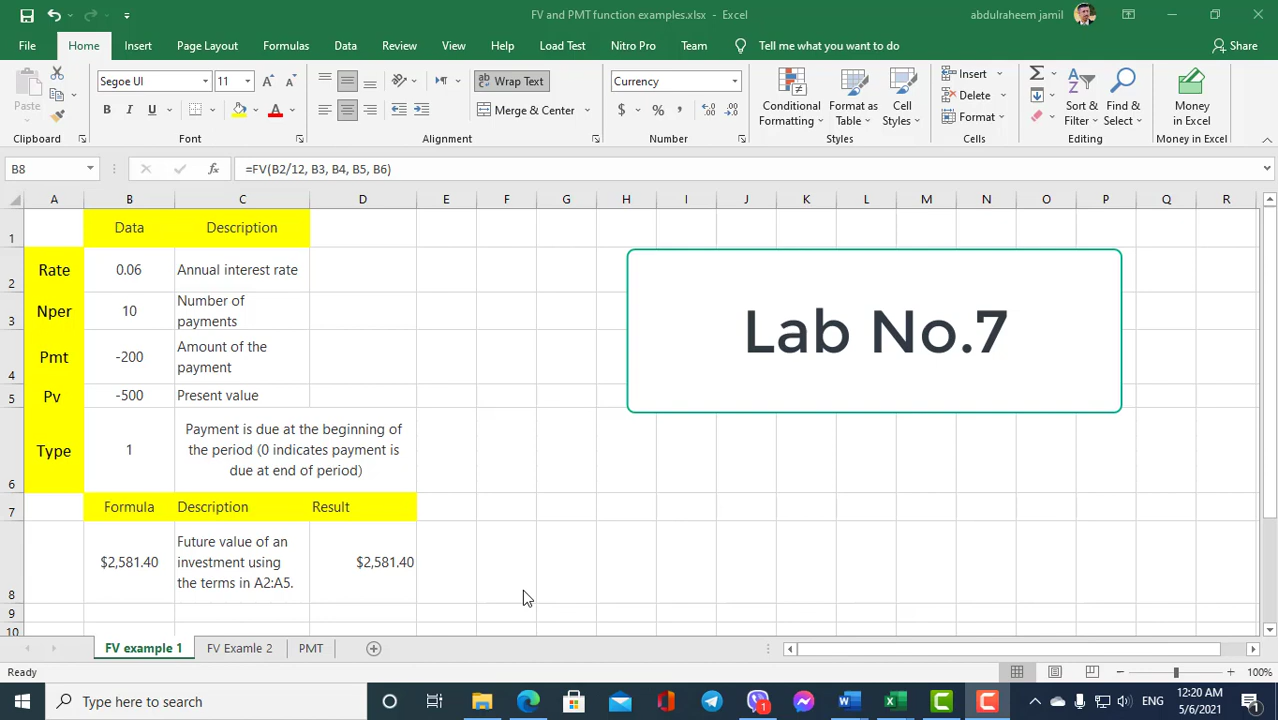 FV and PMT function examples.xlsx - Excel
abdulraheem jamil
File Home Insert Page Layout Formulas Data Review View Help Load Test Nitro Pro Team Tell me what you want to do Share
Paste
Clipboard
Segoe UI 11
B I U A
Font
Wrap Text
Merge & Center
Alignment
Currency
$ % ,
Number
Conditional Formatting
Format as Table
Cell Styles
Styles
Insert
Delete
Format
Cells
Sort & Filter
Find & Select
Editing
Money in Excel
Money in Excel
B8 fx =FV(B2/12, B3, B4, B5, B6)
A B C D E F G H I J K L M N O P Q R
1 Data Description
2 Rate 0.06 Annual interest rate
3 Nper 10 Number of
payments
4 Pmt -200 Amount of the
payment
5 Pv -500 Present value
6 Type 1 Payment is due at the beginning of
the period (0 indicates payment is
due at end of period)
7 Formula Description Result
8 $2,581.40 Future value of an
investment using
the terms in A2:A5.
$2,581.40
9
10
Lab No.7
FV example 1 FV Examle 2 PMT
Ready
100%
Type here to search
1
ENG
12:20 AM
5/6/2021
1